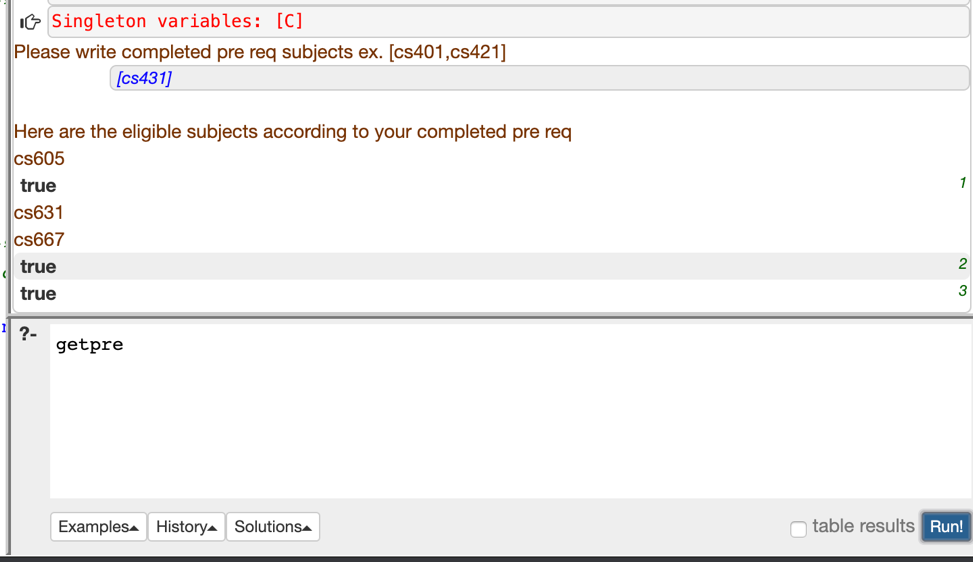 Singleton variables: [C]
Please write completed pre req subjects ex. [cs401,cs421]
[cs431]
Here are the eligible subjects according to your completed pre req
cs605
true 1
cs631
cs667
true 2
true 3
?- getpre
Examples History Solutions table results Run!